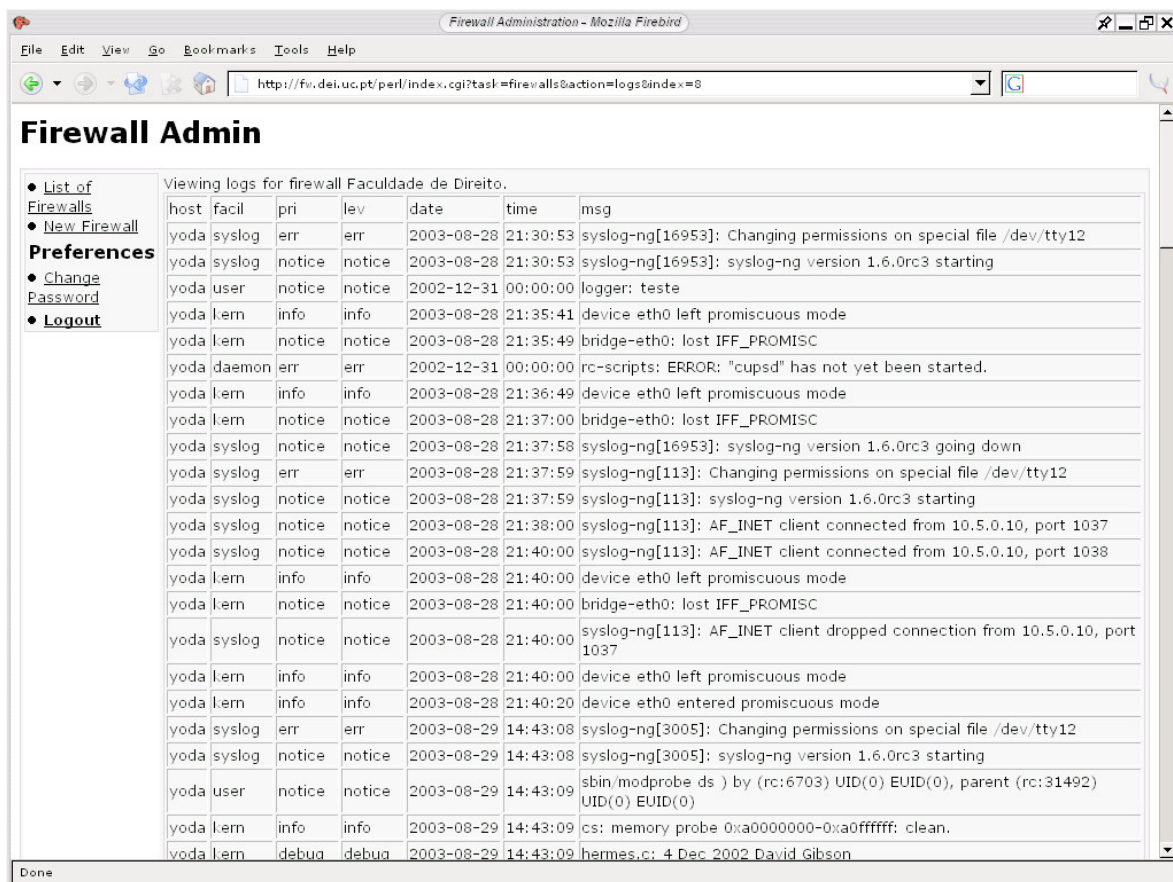 Firewall Administration - Mozilla Firebird
File Edit View Go Bookmarks Tools Help
http://fw.dei.uc.pt/perl/index.cgi?task=firewalls&action=logs&index=8
G
Firewall Admin
• List of
Firewalls
• New Firewall
Preferences
• Change
Password
• Logout
Viewing logs for firewall Faculdade de Direito.
host facil pri lev date time msg
yoda syslog err err 2003-08-28 21:30:53 syslog-ng[16953]: Changing permissions on special file /dev/tty12
yoda syslog notice notice 2003-08-28 21:30:53 syslog-ng[16953]: syslog-ng version 1.6.0rc3 starting
yoda user notice notice 2002-12-31 00:00:00 logger: teste
yoda kern info info 2003-08-28 21:35:41 device eth0 left promiscuous mode
yoda kern notice notice 2003-08-28 21:35:49 bridge-eth0: lost IFF_PROMISC
yoda daemon err err 2002-12-31 00:00:00 rc-scripts: ERROR: "cupsd" has not yet been started.
yoda kern info info 2003-08-28 21:36:49 device eth0 left promiscuous mode
yoda kern notice notice 2003-08-28 21:37:00 bridge-eth0: lost IFF_PROMISC
yoda syslog notice notice 2003-08-28 21:37:58 syslog-ng[16953]: syslog-ng version 1.6.0rc3 going down
yoda syslog err err 2003-08-28 21:37:59 syslog-ng[113]: Changing permissions on special file /dev/tty12
yoda syslog notice notice 2003-08-28 21:37:59 syslog-ng[113]: syslog-ng version 1.6.0rc3 starting
yoda syslog notice notice 2003-08-28 21:38:00 syslog-ng[113]: AF_INET client connected from 10.5.0.10, port 1037
yoda syslog notice notice 2003-08-28 21:40:00 syslog-ng[113]: AF_INET client connected from 10.5.0.10, port 1038
yoda kern info info 2003-08-28 21:40:00 device eth0 left promiscuous mode
yoda kern notice notice 2003-08-28 21:40:00 bridge-eth0: lost IFF_PROMISC
yoda syslog notice notice 2003-08-28 21:40:00 syslog-ng[113]: AF_INET client dropped connection from 10.5.0.10, port
1037
yoda kern info info 2003-08-28 21:40:00 device eth0 left promiscuous mode
yoda kern info info 2003-08-28 21:40:20 device eth0 entered promiscuous mode
yoda syslog err err 2003-08-29 14:43:08 syslog-ng[3005]: Changing permissions on special file /dev/tty12
yoda syslog notice notice 2003-08-29 14:43:08 syslog-ng[3005]: syslog-ng version 1.6.0rc3 starting
yoda user notice notice 2003-08-29 14:43:09 sbin/modprobe ds ) by (rc:6703) UID(0) EUID(0), parent (rc:31492)
UID(0) EUID(0)
yoda kern info info 2003-08-29 14:43:09 cs: memory probe 0xa0000000-0xa0ffffff: clean.
yoda kern debug debug 2003-08-29 14:43:09 hermes.c: 4 Dec 2002 David Gibson
Done